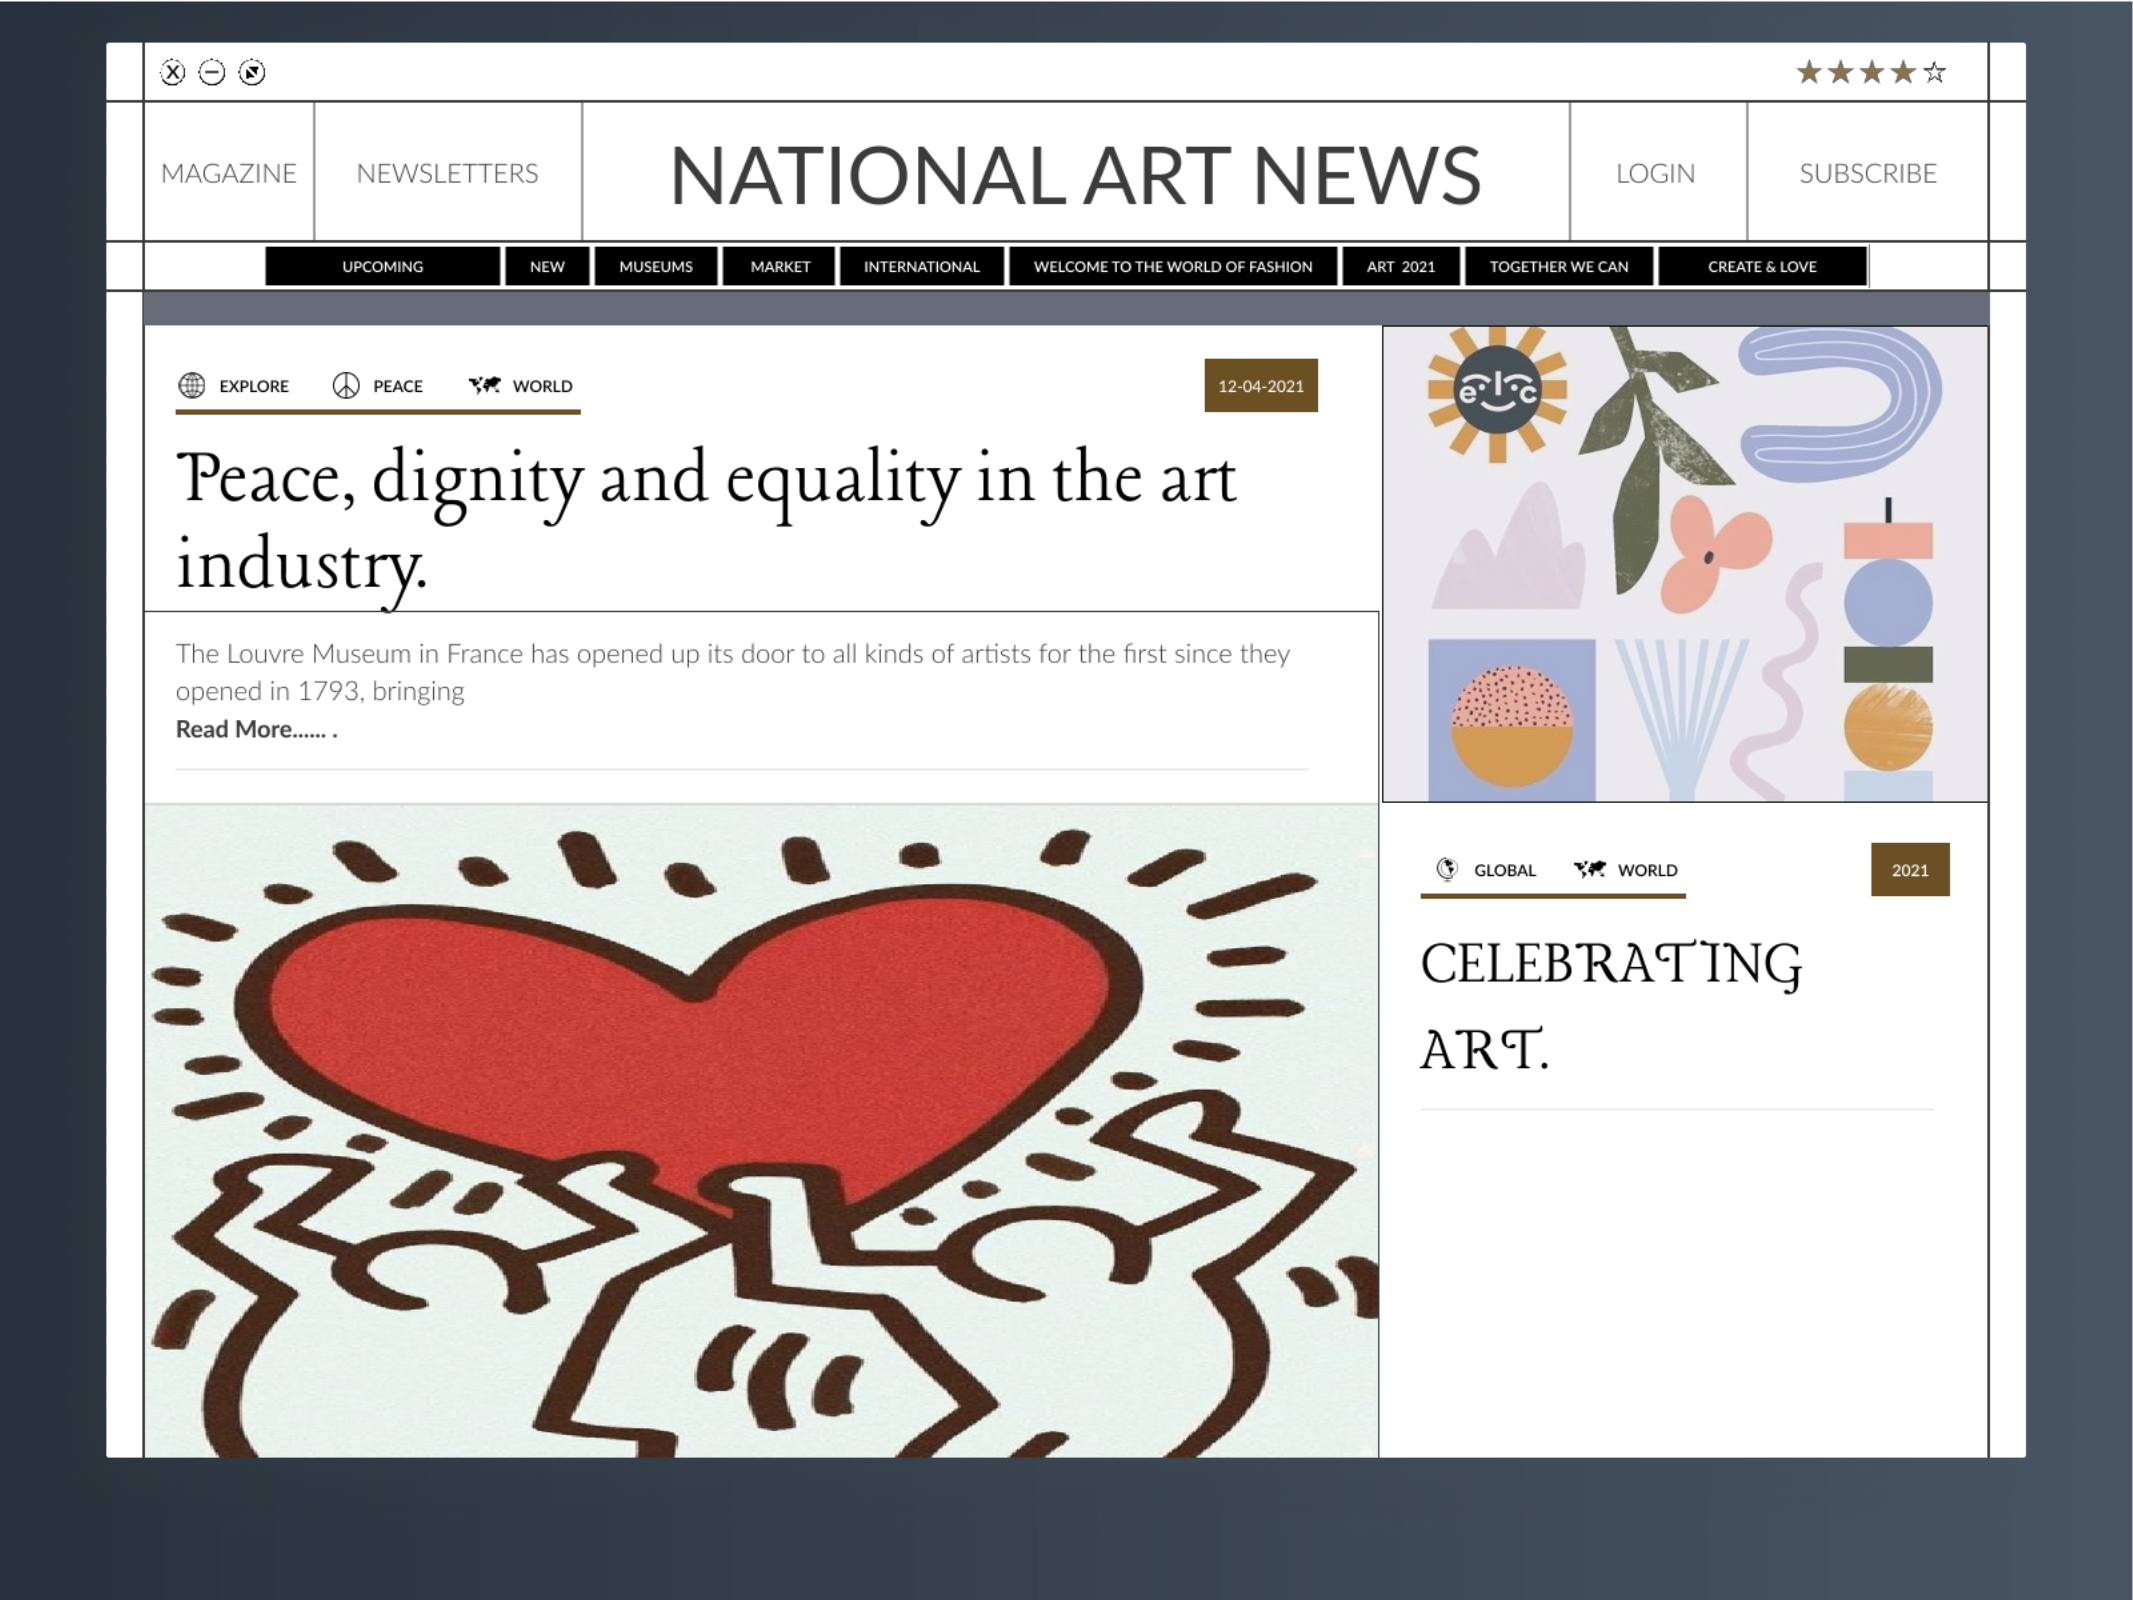 X
MAGAZINE
NEWSLETTERS
NATIONAL ART NEWS
LOGIN
SUBSCRIBE
UPCOMING
NEW
MUSEUMS
MARKET
INTERNATIONAL
WELCOME TO THE WORLD OF FASHION
ART 2021
TOGETHER WE CAN
CREATE & LOVE
EXPLORE
PEACE
WORLD
12-04-2021
Peace, dignity and equality in the art
industry.
The Louvre Museum in France has opened up its door to all kinds of artists for the first since they
opened in 1793, bringing
Read More...... .
elc
GLOBAL
WORLD
2021
CELEBRATING
ART.